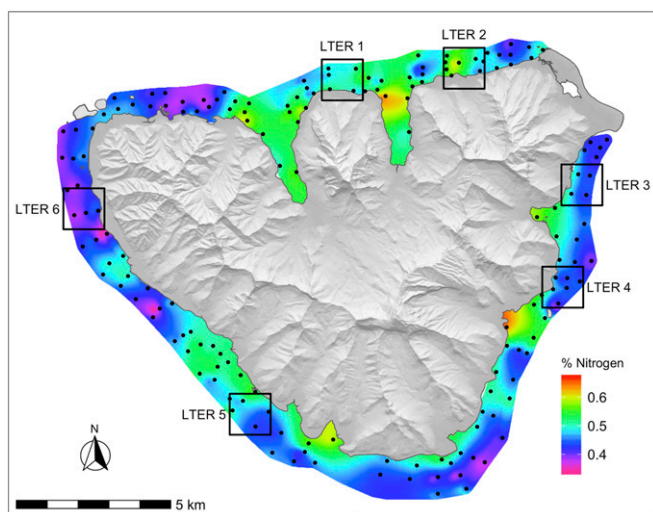 LTER 1
LTER 2
LTER 3
LTER 6
LTER 4
% Nitrogen
0.6
0.5
0.4
LTER 5
N
5 km